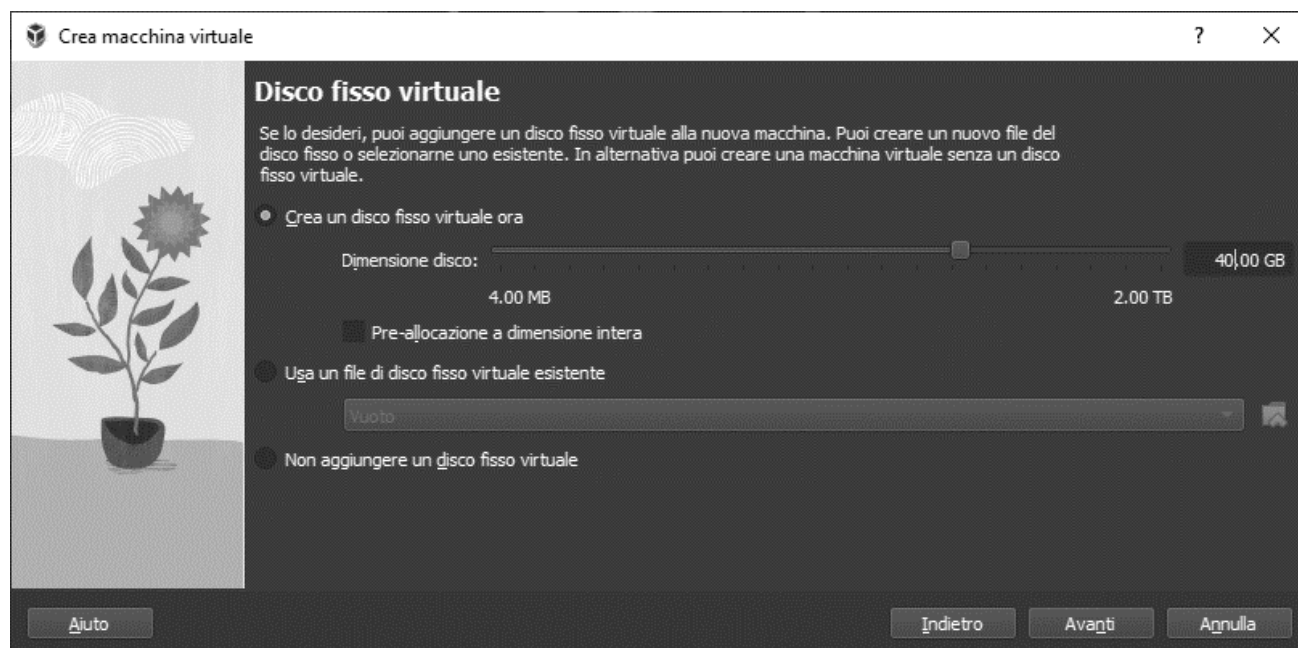 Crea macchina virtuale
Disco fisso virtuale
Se lo desideri, puoi aggiungere un disco fisso virtuale alla nuova macchina. Puoi creare un nuovo file del
disco fisso o selezionarne uno esistente. In alternativa puoi creare una macchina virtuale senza un disco
fisso virtuale.
Crea un disco fisso virtuale ora
Dimensione disco:
40,00 GB
4.00 MB
2.00 TB
Pre-allocazione a dimensione intera
Usa un file di disco fisso virtuale esistente
Vuoto
Non aggiungere un disco fisso virtuale
Aiuto
Indietro
Avanti
Annulla